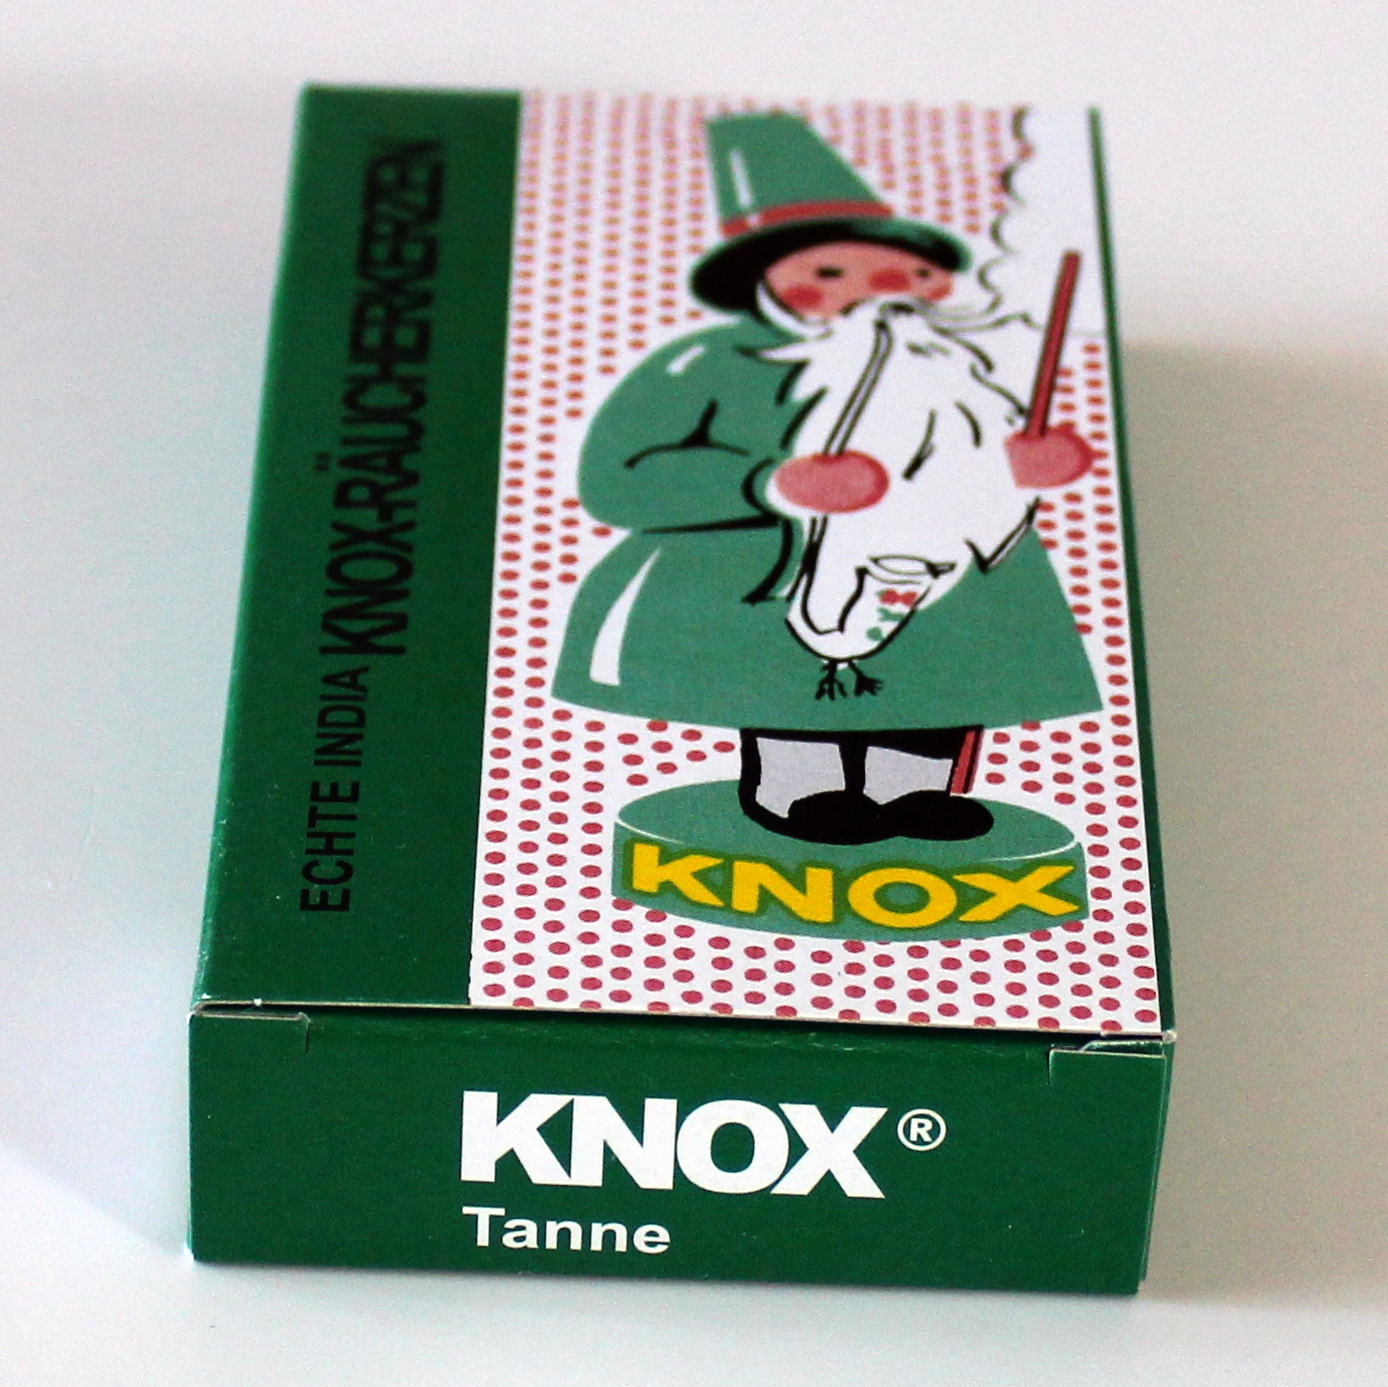 ECHTE INDIA KNOX-RÄUCHERKERZEN
KNOX
KNOX®
Tanne